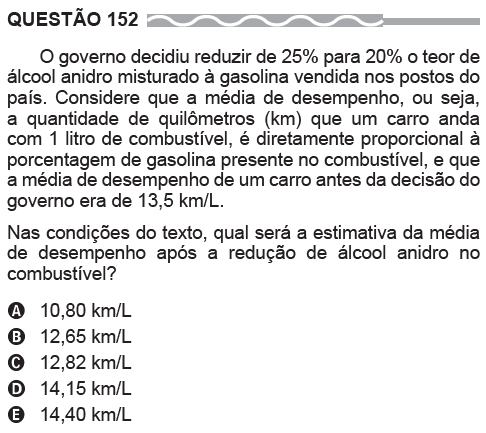 QUESTÃO 152
O governo decidiu reduzir de 25% para 20% o teor de
álcool anidro misturado à gasolina vendida nos postos do
país. Considere que a média de desempenho, ou seja,
a quantidade de quilômetros (km) que um carro anda
com 1 litro de combustível, é diretamente proporcional à
porcentagem de gasolina presente no combustível, e que
a média de desempenho de um carro antes da decisão do
governo era de 13,5 km/L.
Nas condições do texto, qual será a estimativa da média
de desempenho após a redução de álcool anidro no
combustível?
A 10,80 km/L
B 12,65 km/L
C 12,82 km/L
D 14,15 km/L
E 14,40 km/L